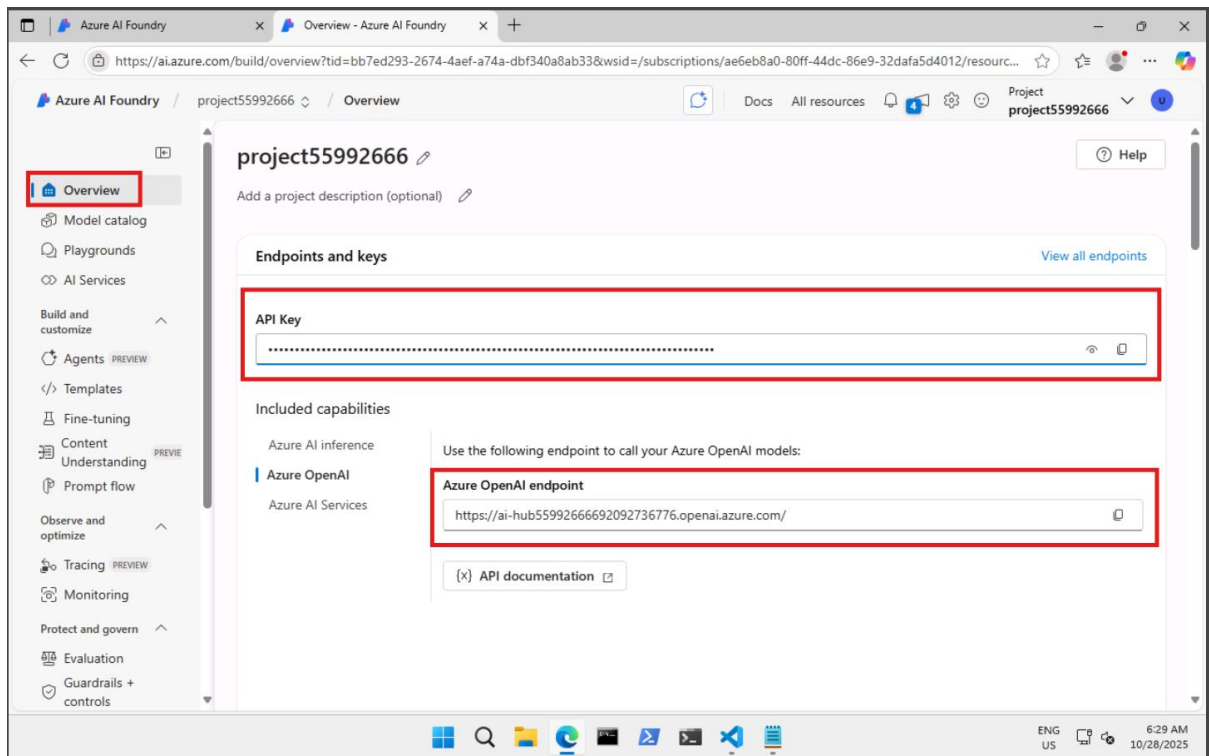 Azure AI Foundry
Overview - Azure AI Foundry
https://ai.azure.com/build/overview?tid=bb7ed293-2674-4aef-a74a-dbf340a8ab33&wsid=/subscriptions/ae6eb8a0-80ff-44dc-86e9-32dafa5d4012/resourc...
Azure AI Foundry / project55992666 / Overview
Docs All resources 4 Project
project55992666 U
project55992666
Help
Add a project description (optional)
Overview
Model catalog
Playgrounds
AI Services
Build and
customize
Agents PREVIEW
Templates
Fine-tuning
Content
Understanding PREVIE
Prompt flow
Observe and
optimize
Tracing PREVIEW
Monitoring
Protect and govern
Evaluation
Guardrails +
controls
Endpoints and keys View all endpoints
API Key
Included capabilities
Azure AI inference
Azure OpenAI
Azure AI Services
Use the following endpoint to call your Azure OpenAI models:
Azure OpenAI endpoint
https://ai-hub55992666692092736776.openai.azure.com/
{x} API documentation
ENG
US
6:29 AM
10/28/2025